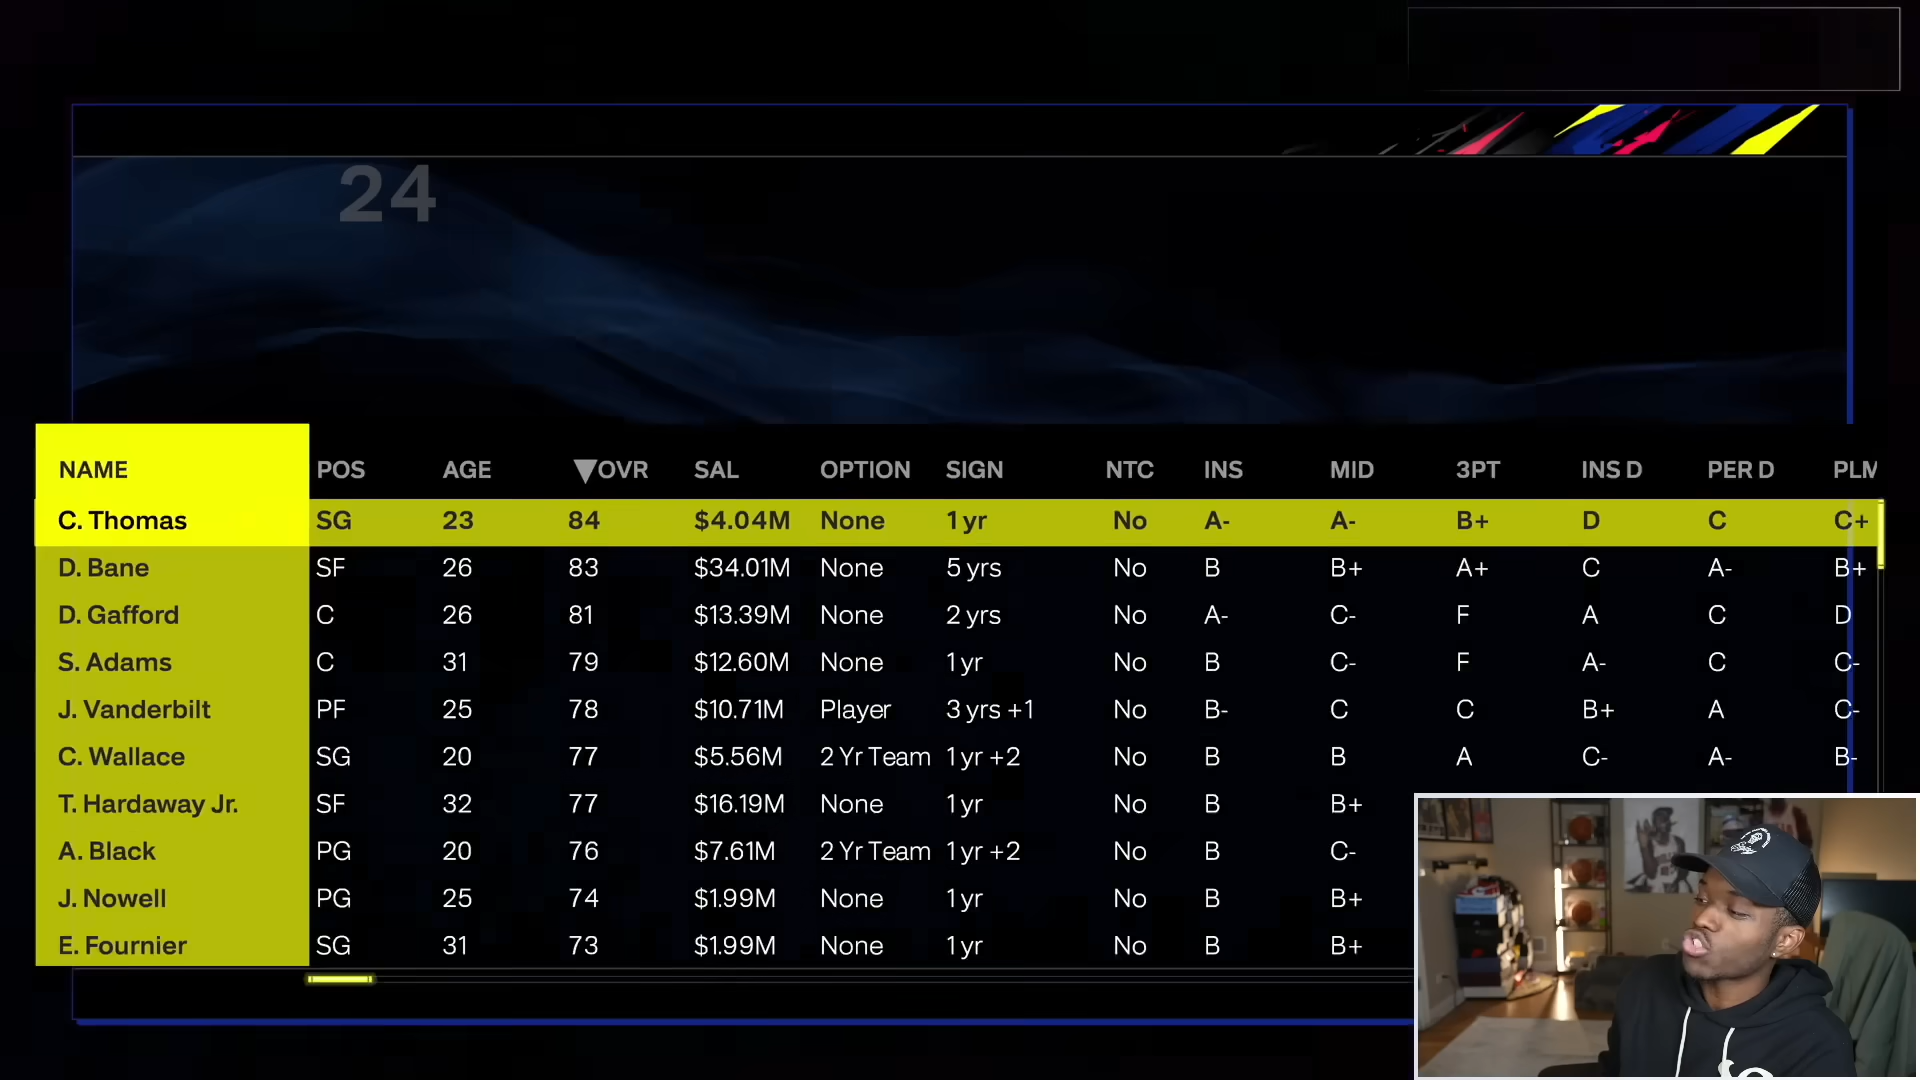 24
NAME POS AGE ▼OVR SAL OPTION SIGN NTC INS MID 3PT INS D PER D PLM
C. Thomas SG 23 84 $4.04M None 1 yr No A- A- B+ D C C+
D. Bane SF 26 83 $34.01M None 5 yrs No B B+ A+ C A- B+
D. Gafford C 26 81 $13.39M None 2 yrs No A- C- F A C D
S. Adams C 31 79 $12.60M None 1 yr No B C- F A- C C-
J. Vanderbilt PF 25 78 $10.71M Player 3 yrs +1 No B- C C B+ A C-
C. Wallace SG 20 77 $5.56M 2 Yr Team 1 yr +2 No B B A C- A- B-
T. Hardaway Jr. SF 32 77 $16.19M None 1 yr No B B+
A. Black PG 20 76 $7.61M 2 Yr Team 1 yr +2 No B C-
J. Nowell PG 25 74 $1.99M None 1 yr No B B+
E. Fournier SG 31 73 $1.99M None 1 yr No B B+